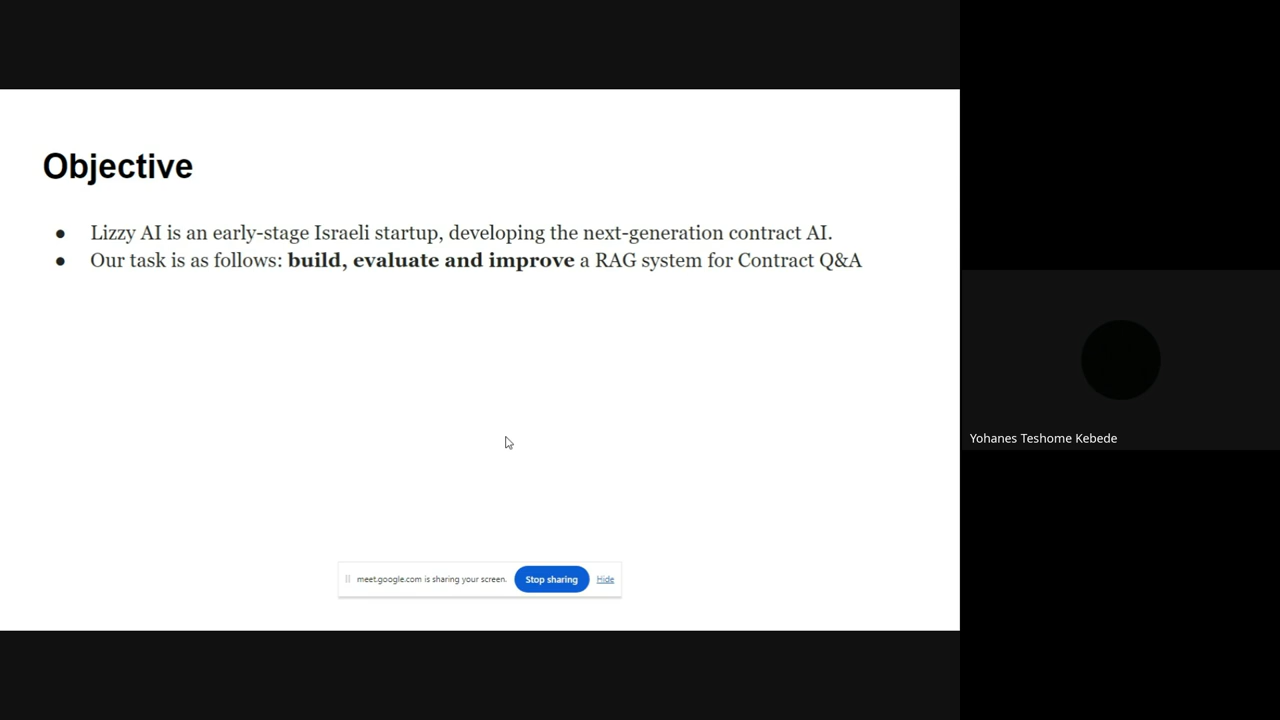 Objective
● Lizzy AI is an early-stage Israeli startup, developing the next-generation contract AI.
● Our task is as follows: build, evaluate and improve a RAG system for Contract Q&A
Yohanes Teshome Kebede
meet.google.com is sharing your screen. Stop sharing Hide